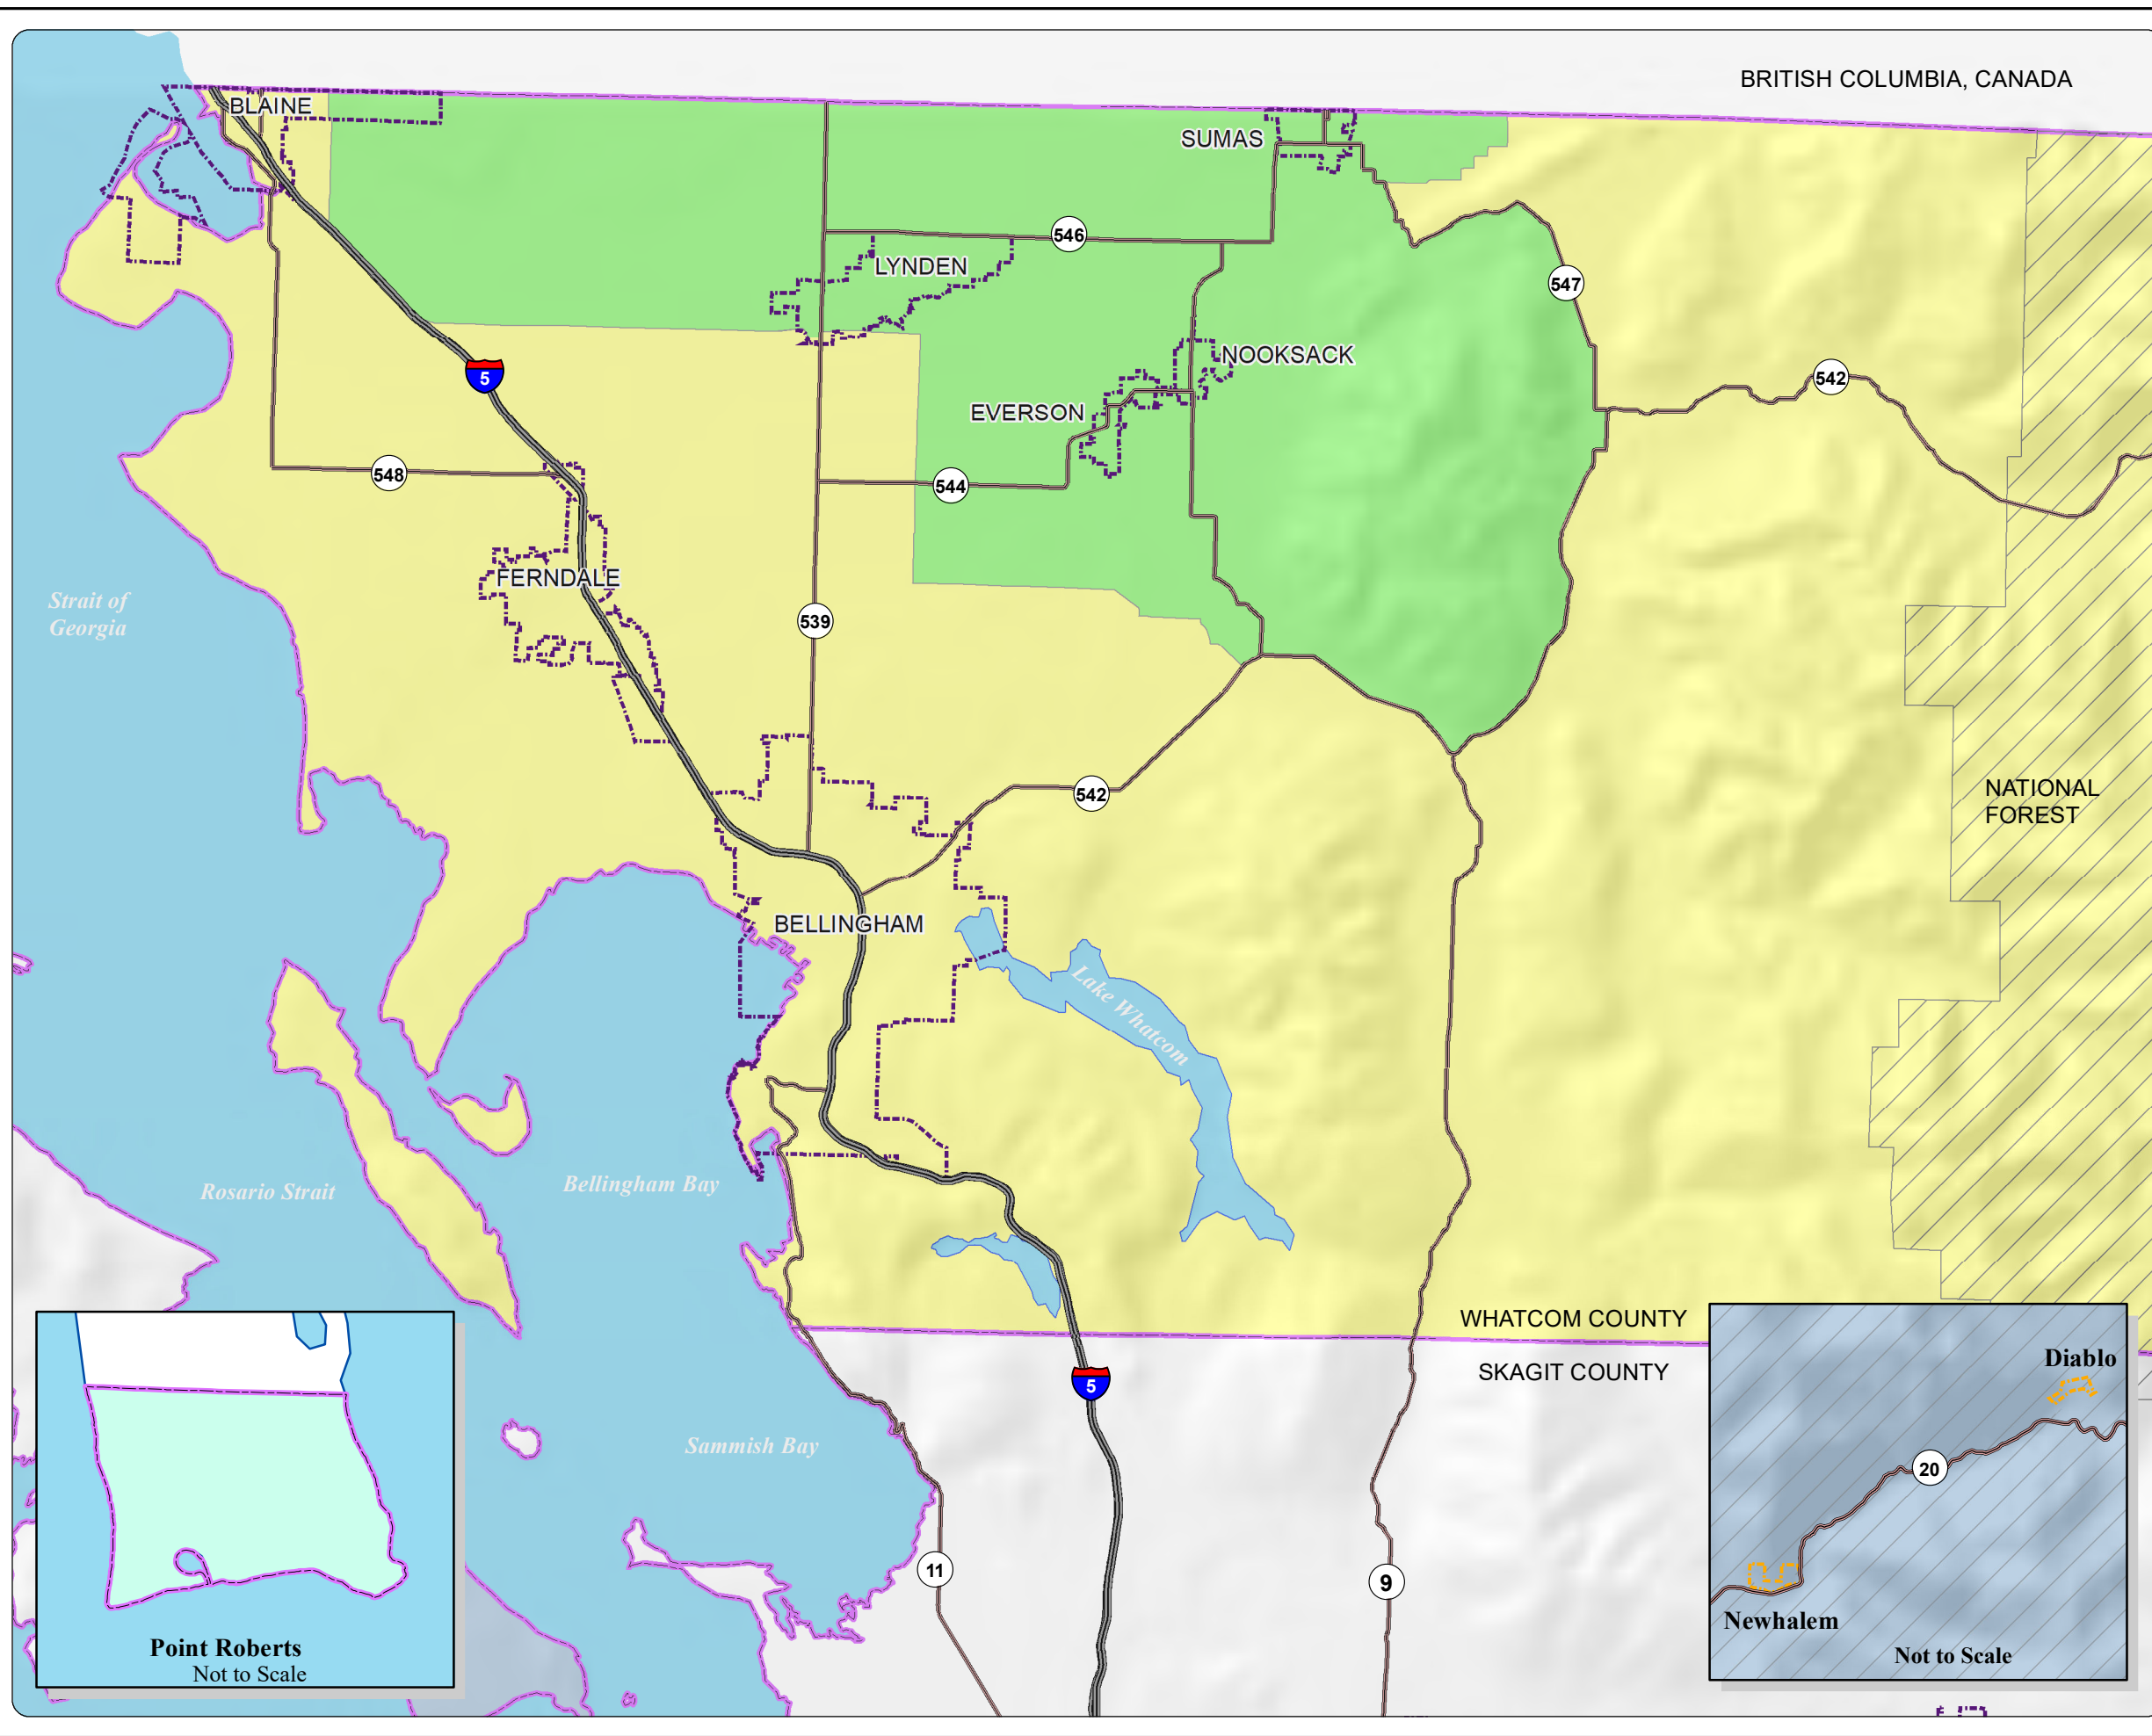 BRITISH COLUMBIA, CANADA
BLAINE
SUMAS
546
LYNDEN
547
NOOKSACK
5
542
EVERSON
548
544
FERNDALE
Strait of
Georgia
539
NATIONAL
FOREST
542
BELLINGHAM
Lake Whatcom
Rosario Strait
Bellingham Bay
WHATCOM COUNTY
SKAGIT COUNTY
5
Sammish Bay
11
9
Point Roberts
Not to Scale
Diablo
20
Newhalem
Not to Scale